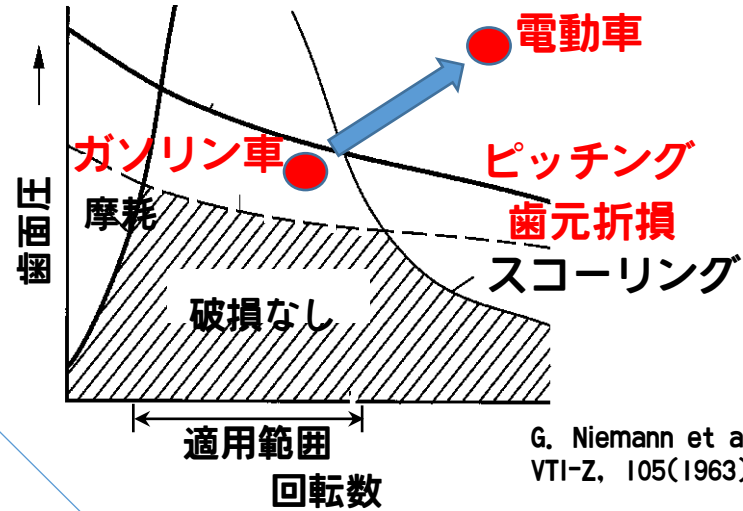 電動車
ガソリン車
ピッチング
摩耗
歯元折損
歯面圧
スコーリング
破損なし
適用範囲
回転数
G. Niemann et a
VTI-Z, 105(1963)